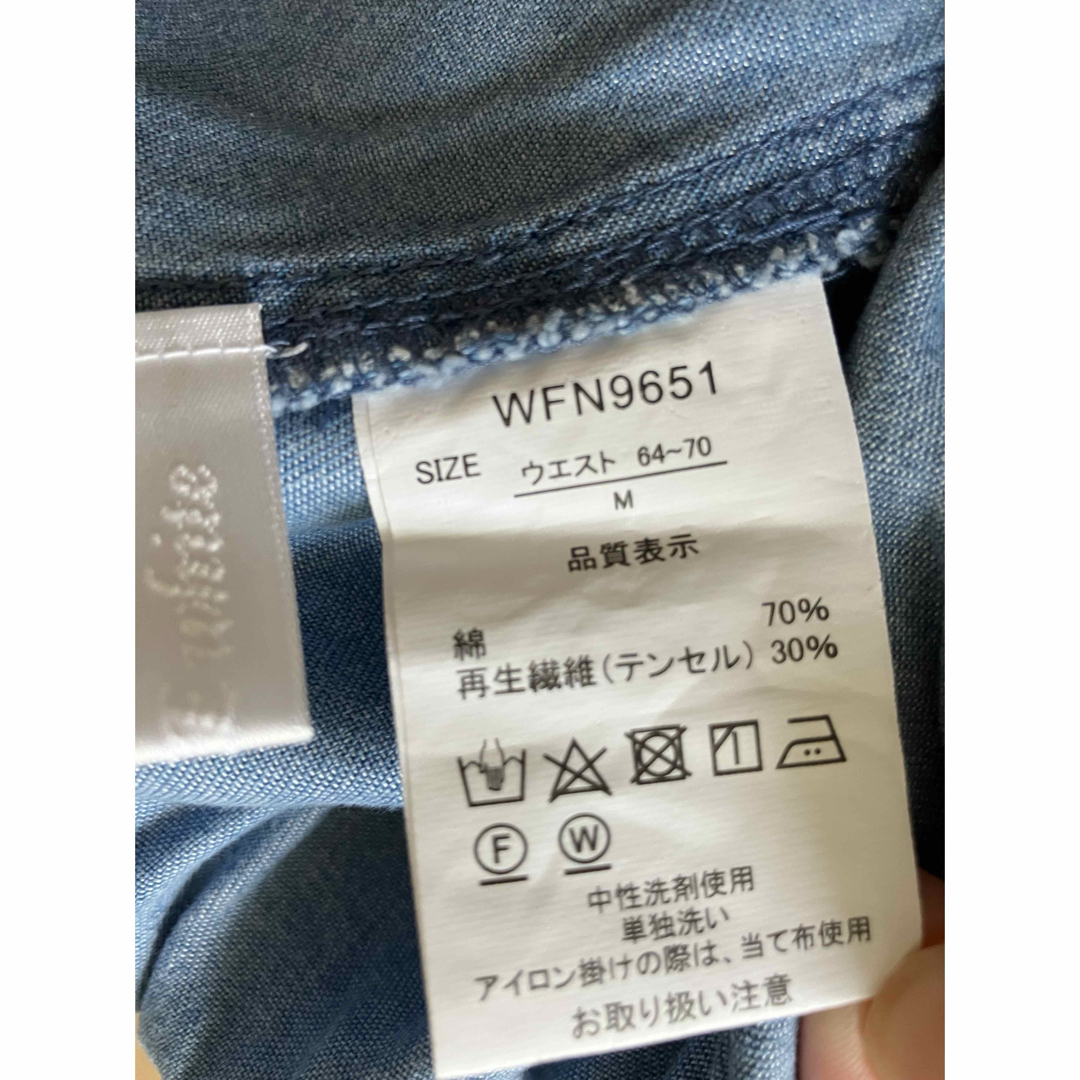 WFN9651
SIZE ウエスト 64~70
M
品質表示
綿 70%
再生繊維(テンセル) 30%
F W
中性洗剤使用
単独洗い
アイロン掛けの際は、当て布使用
お取り扱い注意